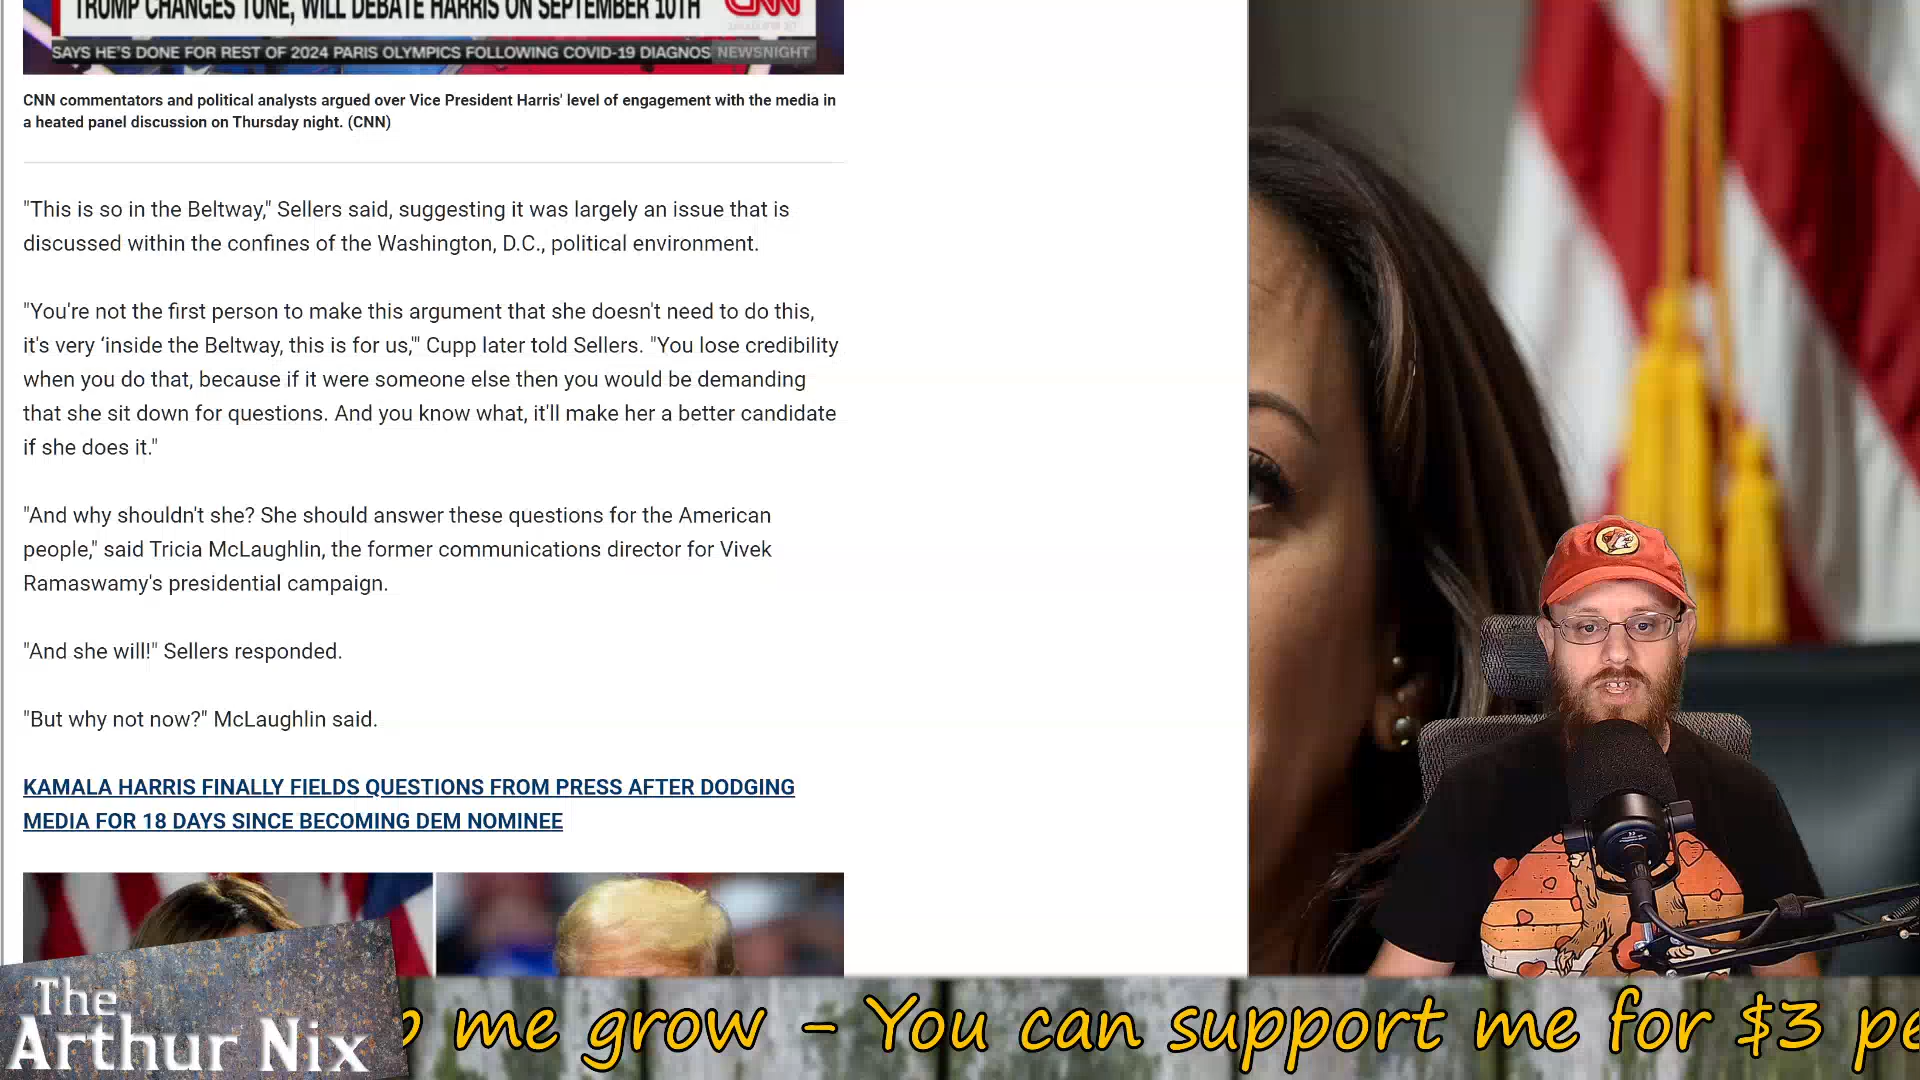 TRUMP CHANGES TUNE, WILL DEBATE HARRIS ON SEPTEMBER 10TH
CNN
SAYS HE'S DONE FOR REST OF 2024 PARIS OLYMPICS FOLLOWING COVID-19 DIAGNOS NEWSNIGHT
CNN commentators and political analysts argued over Vice President Harris' level of engagement with the media in
a heated panel discussion on Thursday night. (CNN)
"This is so in the Beltway," Sellers said, suggesting it was largely an issue that is
discussed within the confines of the Washington, D.C., political environment.
"You're not the first person to make this argument that she doesn't need to do this,
it's very ‘inside the Beltway, this is for us,'" Cupp later told Sellers. "You lose credibility
when you do that, because if it were someone else then you would be demanding
that she sit down for questions. And you know what, it'll make her a better candidate
if she does it."
"And why shouldn't she? She should answer these questions for the American
people," said Tricia McLaughlin, the former communications director for Vivek
Ramaswamy's presidential campaign.
"And she will!" Sellers responded.
"But why not now?" McLaughlin said.
KAMALA HARRIS FINALLY FIELDS QUESTIONS FROM PRESS AFTER DODGING
MEDIA FOR 18 DAYS SINCE BECOMING DEM NOMINEE
The
Arthur Nix
p me grow - You can support me for $3 pe